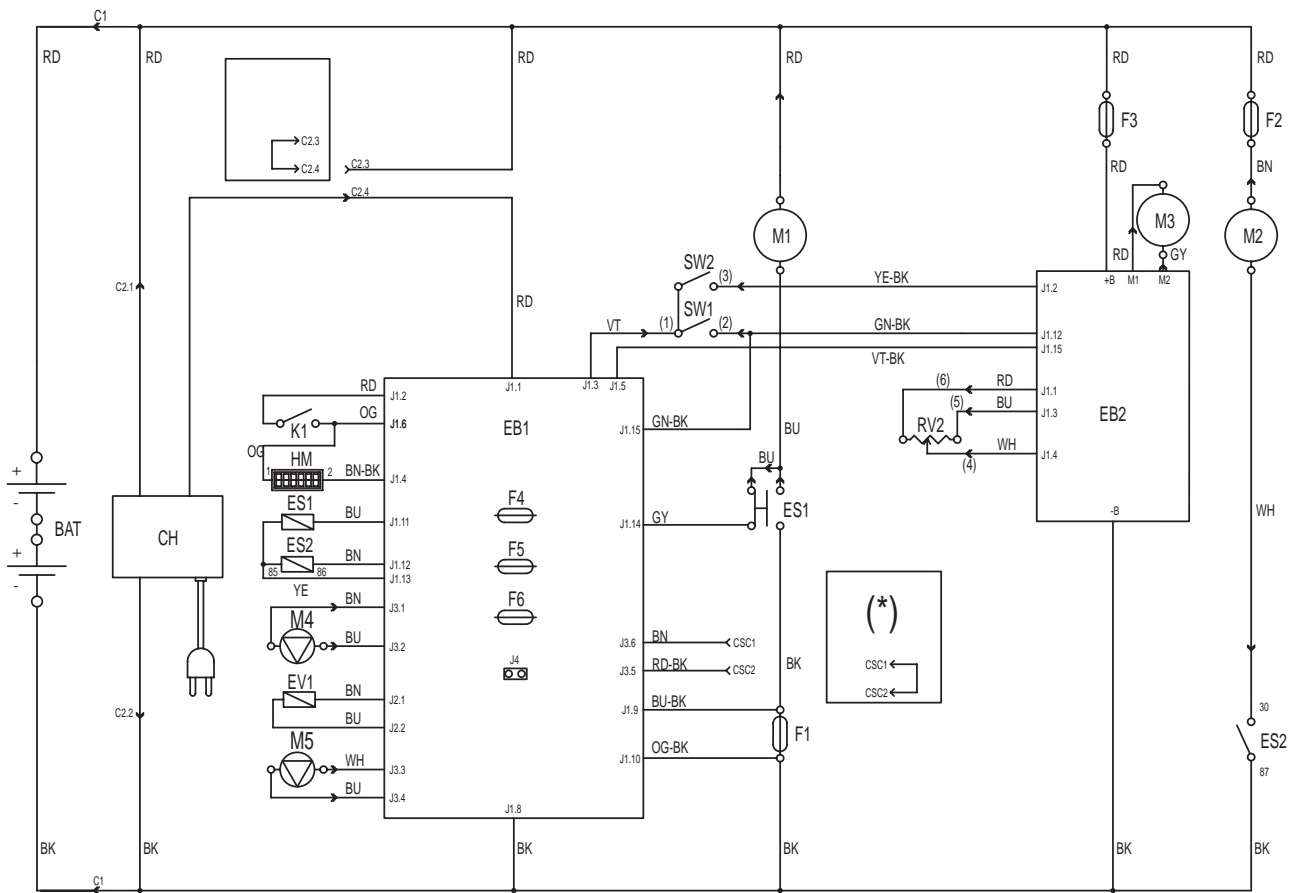 C1
RD RD RD RD RD RD
C2.3
C2.4
C2.3
C2.4
F3 F2
RD BN
M1 M3 M2
RD GY
+B M1 M2
SW2 (3) YE-BK J1.2
C2.1 RD
SW1
VT (1) (2) GN-BK J1.12
J1.15
VT-BK
J1.1 J1.3 J1.5
RD J1.2
(6) RD J1.1
(5) BU J1.3
OG J1.6
K1
EB1
J1.15 GN-BK
BU
RV2
EB2
WH J1.4
(4)
OG
HM
1 2 BN-BK J1.4
BU
+
-
BAT
+
-
CH
ES1
BU J1.11
F4
GY J1.14
ES1
-B
WH
ES2
BN J1.12
85 86 J1.13
F5
YE
BN J3.1
M4
BU J3.2
F6
(*)
J4
BN J3.6 CSC1
RD-BK J3.5 CSC2
BK
CSC1
CSC2
EV1
BN J2.1
BU J2.2
BU-BK J1.9
F1
C2.2
M5
WH J3.3
BU J3.4
OG-BK J1.10
30
ES2
87
J1.8
BK BK BK BK BK BK
C1